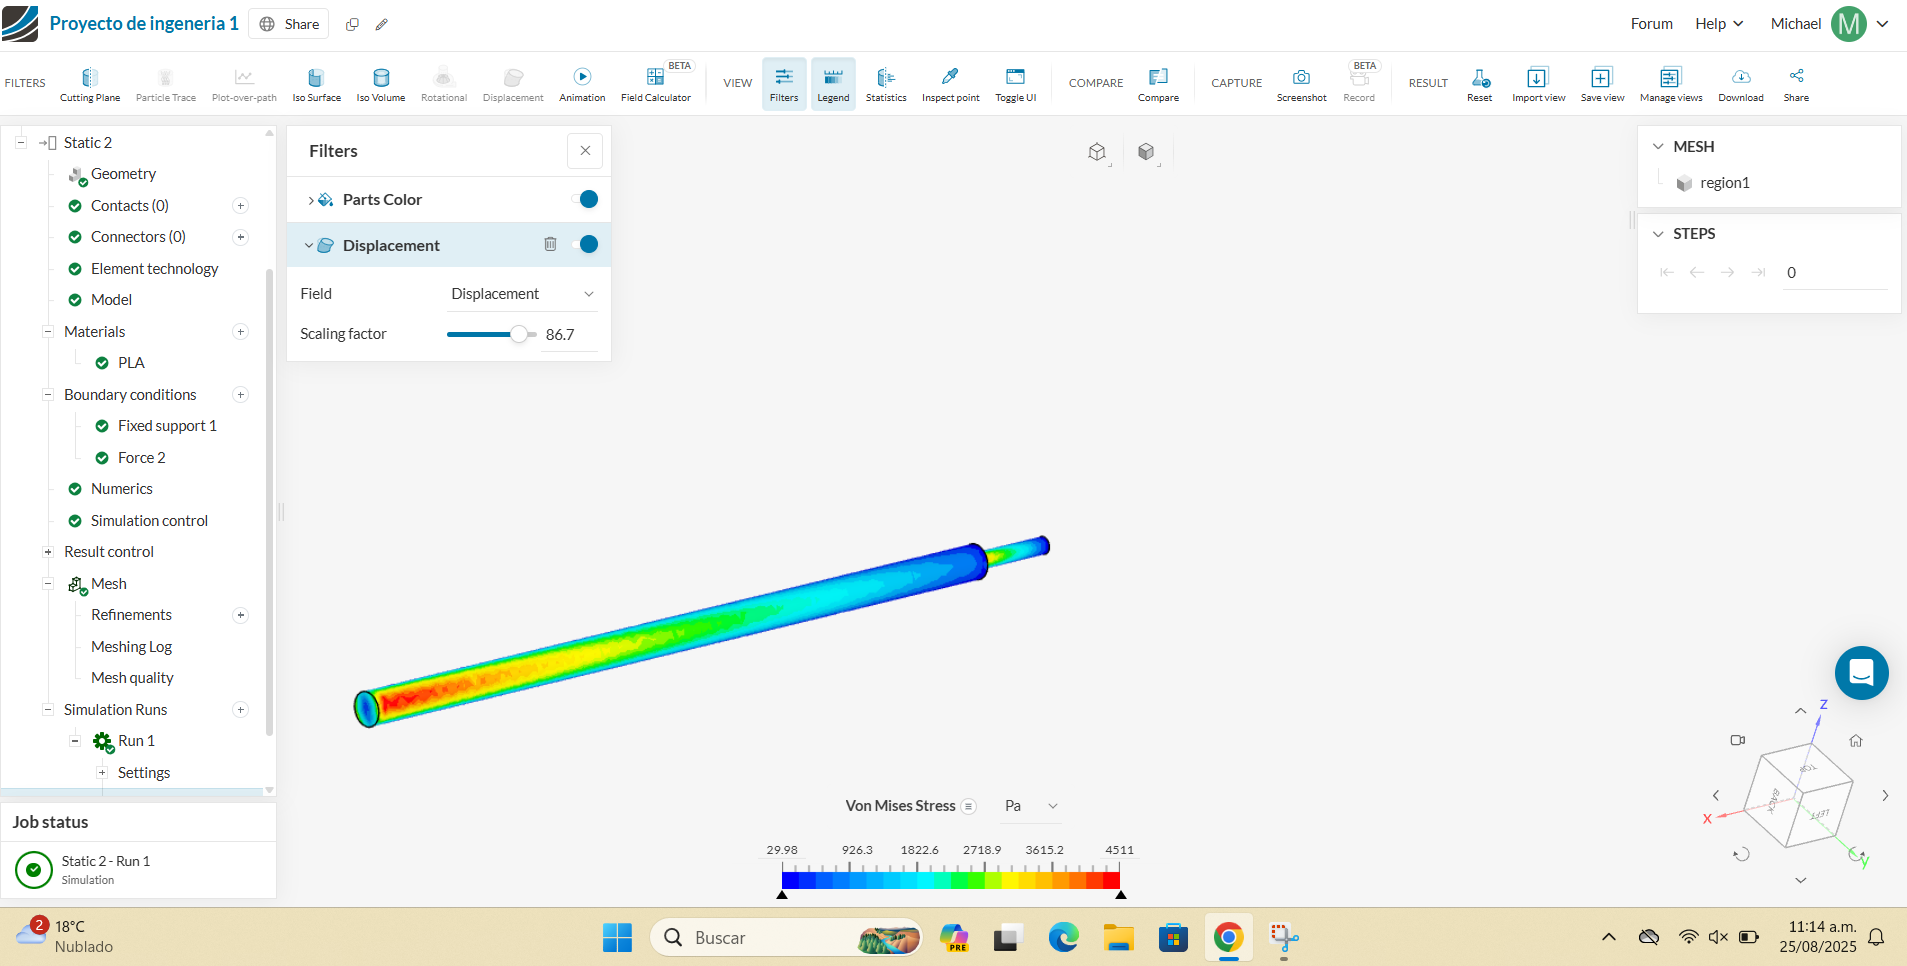 Proyecto de ingeneria 1
Share
Forum
Help
Michael
M
FILTERS
Cutting Plane
Particle Trace
Plot-over-path
Iso Surface
Iso Volume
Rotational
Displacement
Animation
BETA
Field Calculator
VIEW
Filters
Legend
Statistics
Inspect point
Toggle UI
COMPARE
Compare
CAPTURE
Screenshot
BETA
Record
RESULT
Reset
Import view
Save view
Manage views
Download
Share
Static 2
Geometry
Contacts (0)
Connectors (0)
Element technology
Model
Materials
PLA
Boundary conditions
Fixed support 1
Force 2
Numerics
Simulation control
Result control
Mesh
Refinements
Meshing Log
Mesh quality
Simulation Runs
Run 1
Settings
Job status
Static 2 - Run 1
Simulation
Filters
Parts Color
Displacement
Field Displacement
Scaling factor 86.7
MESH
region1
STEPS
0
Von Mises Stress Pa
29.98 926.3 1822.6 2718.9 3615.2 4511
Z
TOP
BACK
LEFT
X
y
2
18°C
Nublado
Buscar
PRE
11:14 a.m.
25/08/2025